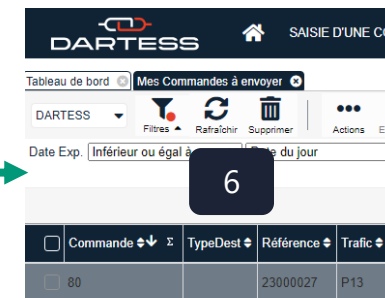 DARTESS
SAISIE D'UNE CO
Tableau de bord
Mes Commandes à envoyer
DARTESS
Filtres
Rafraîchir
Supprimer
Actions
E
Date Exp. Inférieur ou égal à
du jour
6
Commande Σ TypeDest Référence Trafic
80 23000027 P13